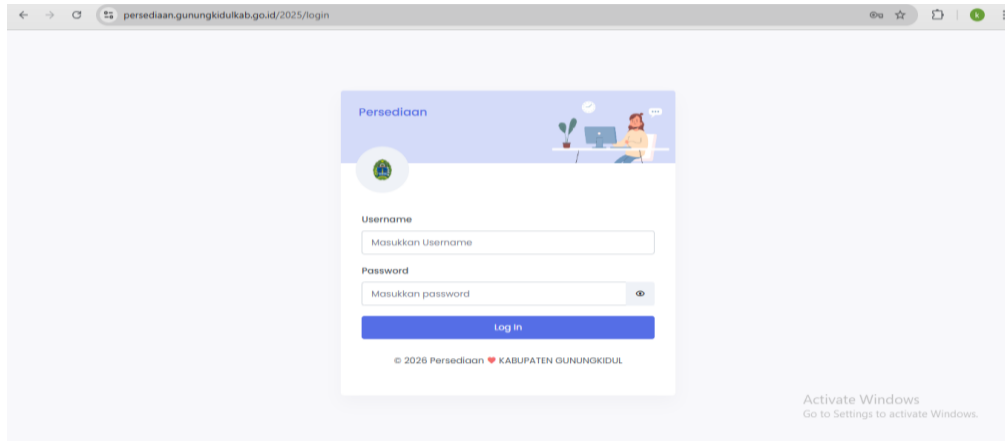 persediaan.gunungkidulkab.go.id/2025/login
k
Persediaan
Username
Masukkan Username
Password
Masukkan password
Log In
© 2026 Persediaan ❤ KABUPATEN GUNUNGKIDUL
Activate Windows
Go to Settings to activate Windows.